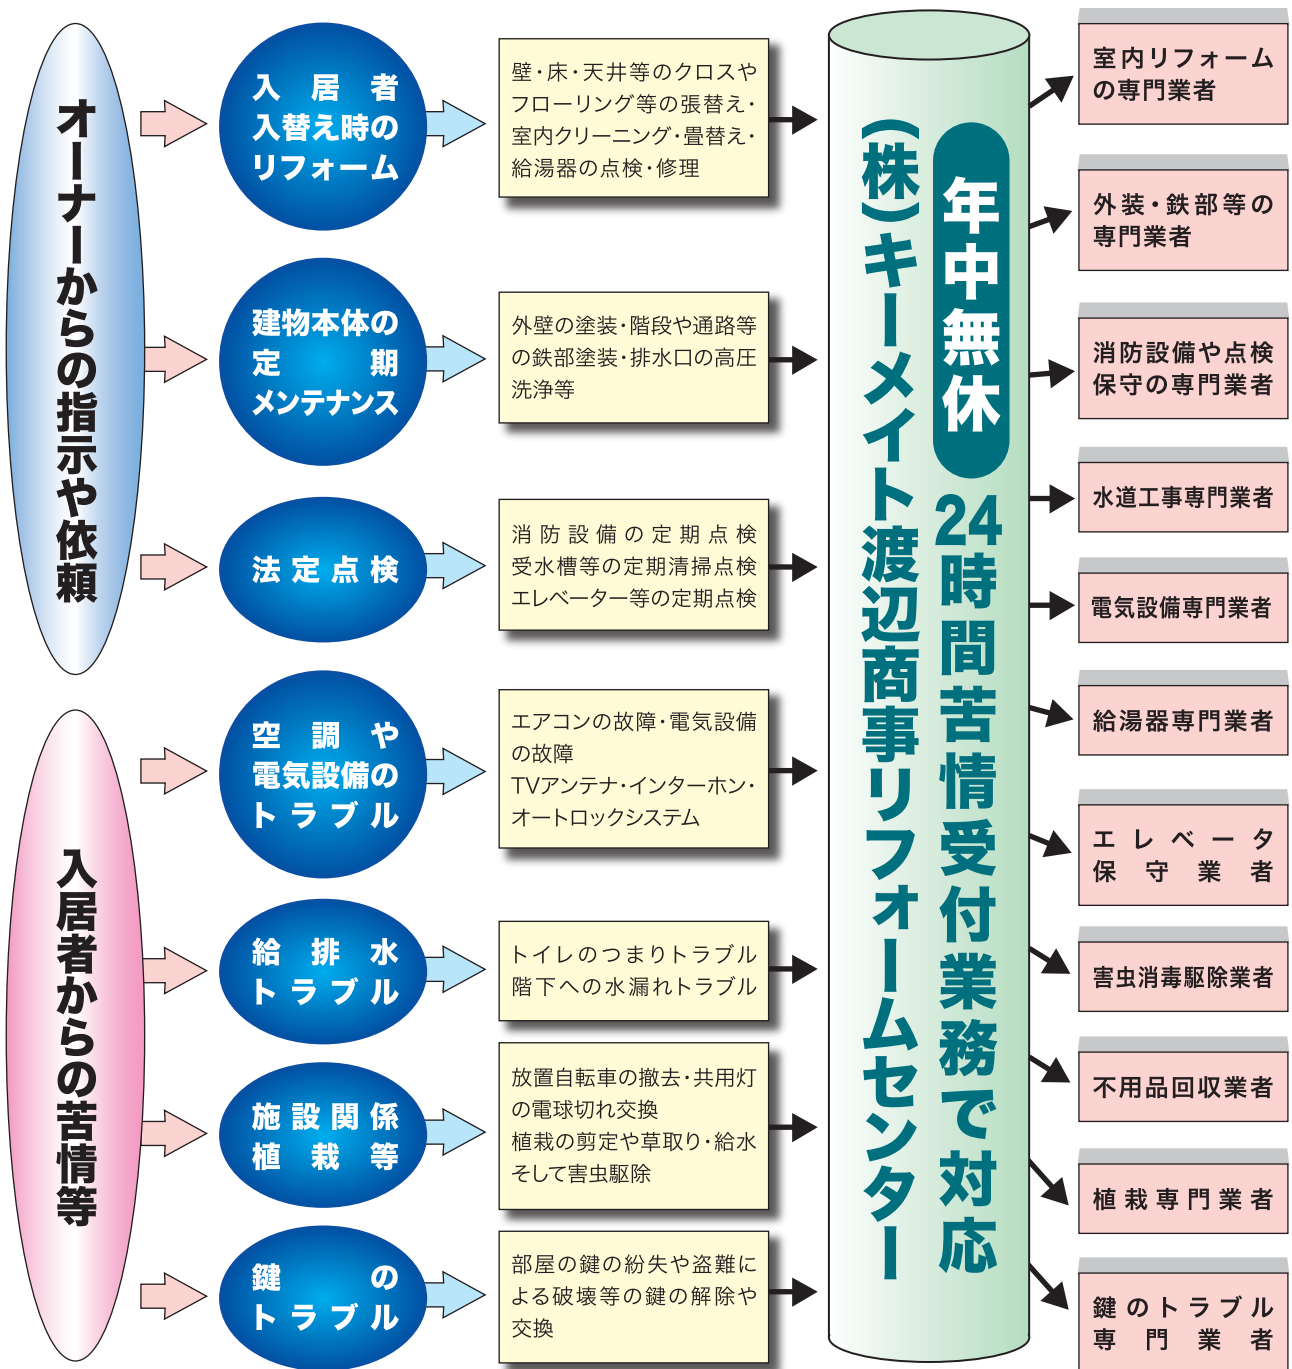 オーナーからの指示や依頼
入居者
入替え時の
リフォーム
壁・床・天井等のクロスや
フローリング等の張替え・
室内クリーニング・畳替え・
給湯器の点検・修理
建物本体の
定期
メンテナンス
外壁の塗装・階段や通路等
の鉄部塗装・排水口の高圧
洗浄等
法定点検
消防設備の定期点検
受水槽等の定期清掃点検
エレベーター等の定期点検
入居者からの苦情等
空調や
電気設備の
トラブル
エアコンの故障・電気設備
の故障
TVアンテナ・インターホン・
オートロックシステム
給排水
トラブル
トイレのつまりトラブル
階下への水漏れトラブル
施設関係
植栽等
放置自転車の撤去・共用灯
の電球切れ交換
植栽の剪定や草取り・給水
そして害虫駆除
鍵の
トラブル
部屋の鍵の紛失や盗難に
よる破壊等の鍵の解除や
交換
年中無休 24時間苦情受付業務で対応
(株)キーメイト渡辺商事リフォームセンター
室内リフォーム
の専門業者
外装・鉄部等の
専門業者
消防設備や点検
保守の専門業者
水道工事専門業者
電気設備専門業者
給湯器専門業者
エレベータ
保守業者
害虫消毒駆除業者
不用品回収業者
植栽専門業者
鍵のトラブル
専門業者